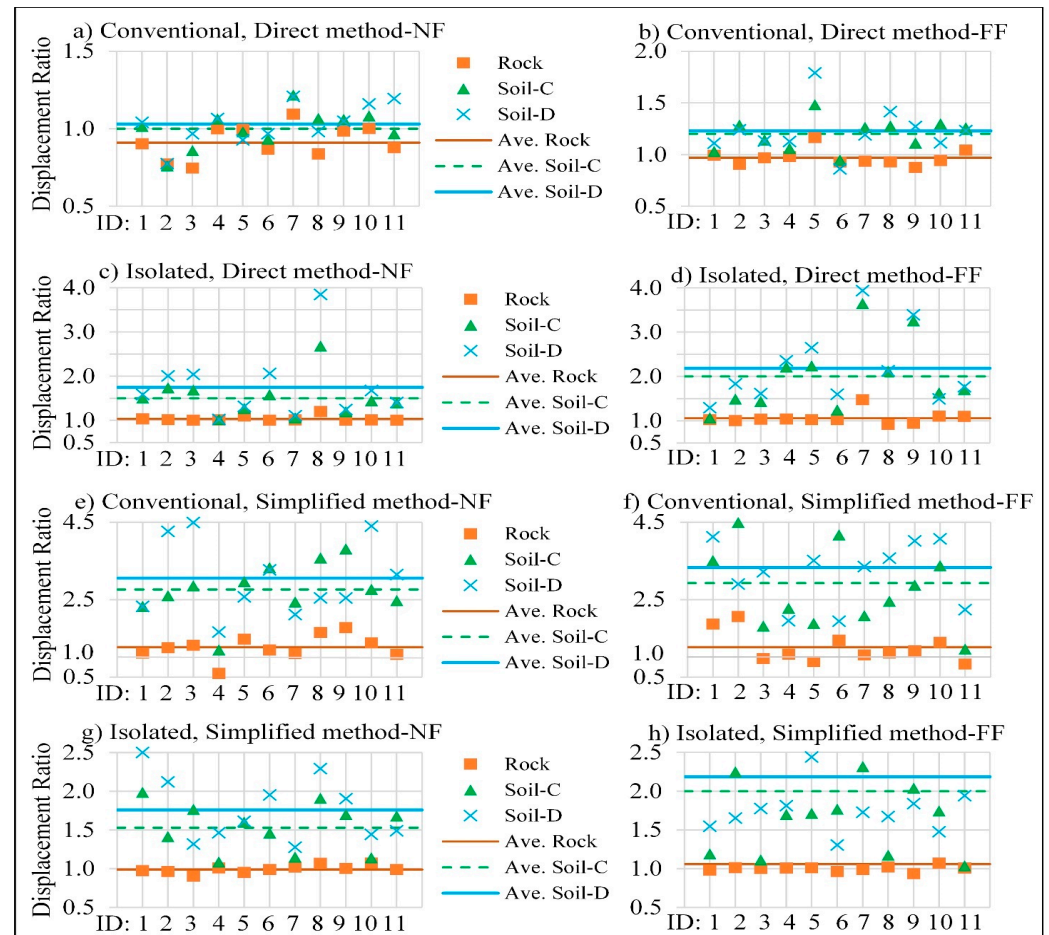 a) Conventional, Direct method-NF
1.5
1.0
0.5
Displacement Ratio
ID: 1 2 3 4 5 6 7 8 9 10 11
Rock
Soil-C
Soil-D
Ave. Rock
Ave. Soil-C
Ave. Soil-D
b) Conventional, Direct method-FF
2.0
1.5
1.0
0.5
ID: 1 2 3 4 5 6 7 8 9 10 11
c) Isolated, Direct method-NF
4.0
3.0
2.0
1.0
0.5
Displacement Ratio
ID: 1 2 3 4 5 6 7 8 9 10 11
Rock
Soil-C
Soil-D
Ave. Rock
Ave. Soil-C
Ave. Soil-D
d) Isolated, Direct method-FF
4.0
3.0
2.0
1.0
0.5
ID: 1 2 3 4 5 6 7 8 9 10 11
e) Conventional, Simplified method-NF
4.5
2.5
1.0
0.5
Displacement Ratio
ID: 1 2 3 4 5 6 7 8 9 10 11
Rock
Soil-C
Soil-D
Ave. Rock
Ave. Soil-C
Ave. Soil-D
f) Conventional, Simplified method-FF
4.5
2.5
1.0
0.5
ID: 1 2 3 4 5 6 7 8 9 10 11
g) Isolated, Simplified method-NF
2.5
2.0
1.5
1.0
0.5
Displacement Ratio
ID: 1 2 3 4 5 6 7 8 9 10 11
Rock
Soil-C
Soil-D
Ave. Rock
Ave. Soil-C
Ave. Soil-D
h) Isolated, Simplified method-FF
2.5
2.0
1.5
1.0
0.5
ID: 1 2 3 4 5 6 7 8 9 10 11